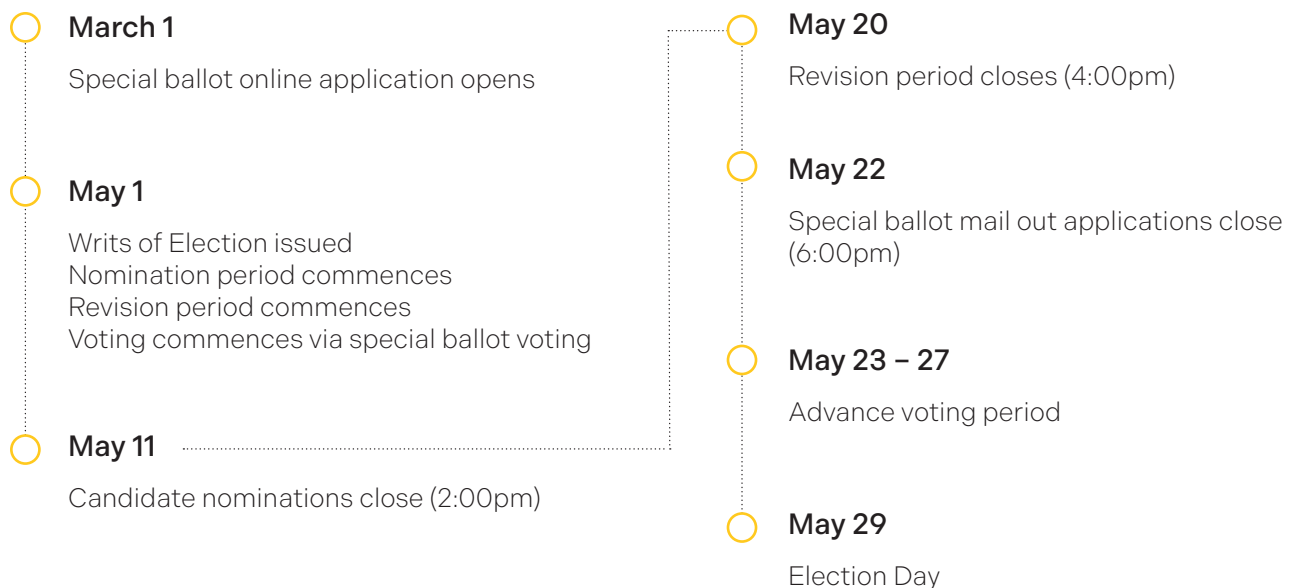 March 1
Special ballot online application opens
May 1
Writs of Election issued
Nomination period commences
Revision period commences
Voting commences via special ballot voting
May 11
Candidate nominations close (2:00pm)
May 20
Revision period closes (4:00pm)
May 22
Special ballot mail out applications close
(6:00pm)
May 23 – 27
Advance voting period
May 29
Election Day